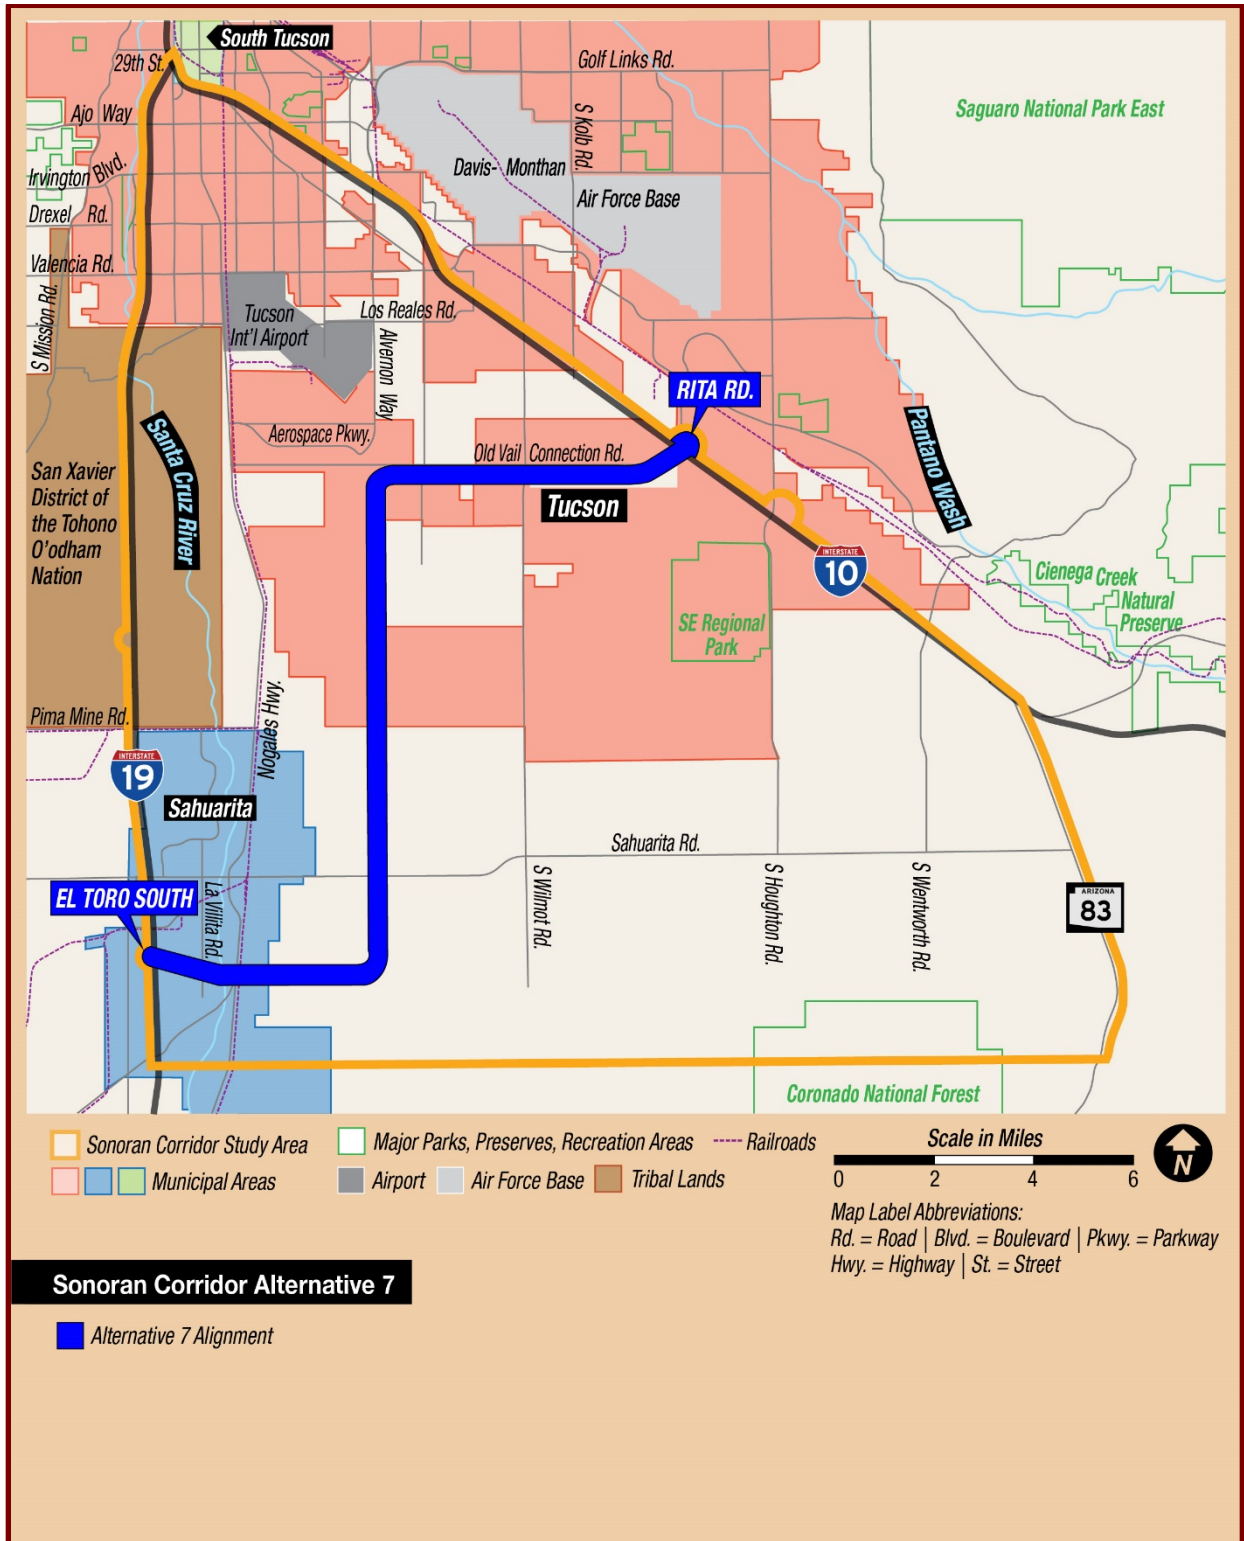 South Tucson
29th St.
Golf Links Rd.
Ajo Way
S Kolb Rd.
Saguaro National Park East
Irvington Blvd.
Davis-Monthan
Air Force Base
Drexel Rd.
Valencia Rd.
S Mission Rd.
Tucson
Int'l Airport
Los Reales Rd.
Alvernon Way
RITA RD.
Aerospace Pkwy.
Old Vail Connection Rd.
Pantano Wash
Santa Cruz River
San Xavier
District of
the Tohono
O'odham
Nation
Tucson
INTERSTATE
10
Cienega Creek
Natural
Preserve
SE Regional
Park
Pima Mine Rd.
Nogales Hwy.
INTERSTATE
19
Sahuarita
Sahuarita Rd.
EL TORO SOUTH
La Villita Rd.
S Wilmot Rd.
S Houghton Rd.
S Wentworth Rd.
ARIZONA
83
Coronado National Forest
Sonoran Corridor Study Area
Major Parks, Preserves, Recreation Areas
Railroads
Municipal Areas
Airport
Air Force Base
Tribal Lands
Scale in Miles
0 2 4 6
N
Map Label Abbreviations:
Rd. = Road | Blvd. = Boulevard | Pkwy. = Parkway
Hwy. = Highway | St. = Street
Sonoran Corridor Alternative 7
Alternative 7 Alignment